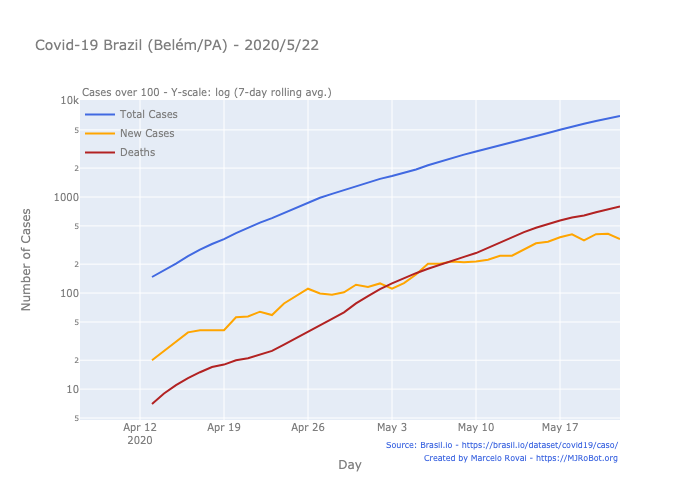 Covid-19 Brazil (Belém/PA) - 2020/5/22
Cases over 100 - Y-scale: log (7-day rolling avg.)
10k
Total Cases
5
New Cases
Deaths
2
1000
5
2
100
5
2
10
5
Number of Cases
Apr 12 Apr 19 Apr 26 May 3 May 10 May 17
2020
Source: Brasil.io - https://brasil.io/dataset/covid19/caso/
Created by Marcelo Rovai - https://MJRoBot.org
Day